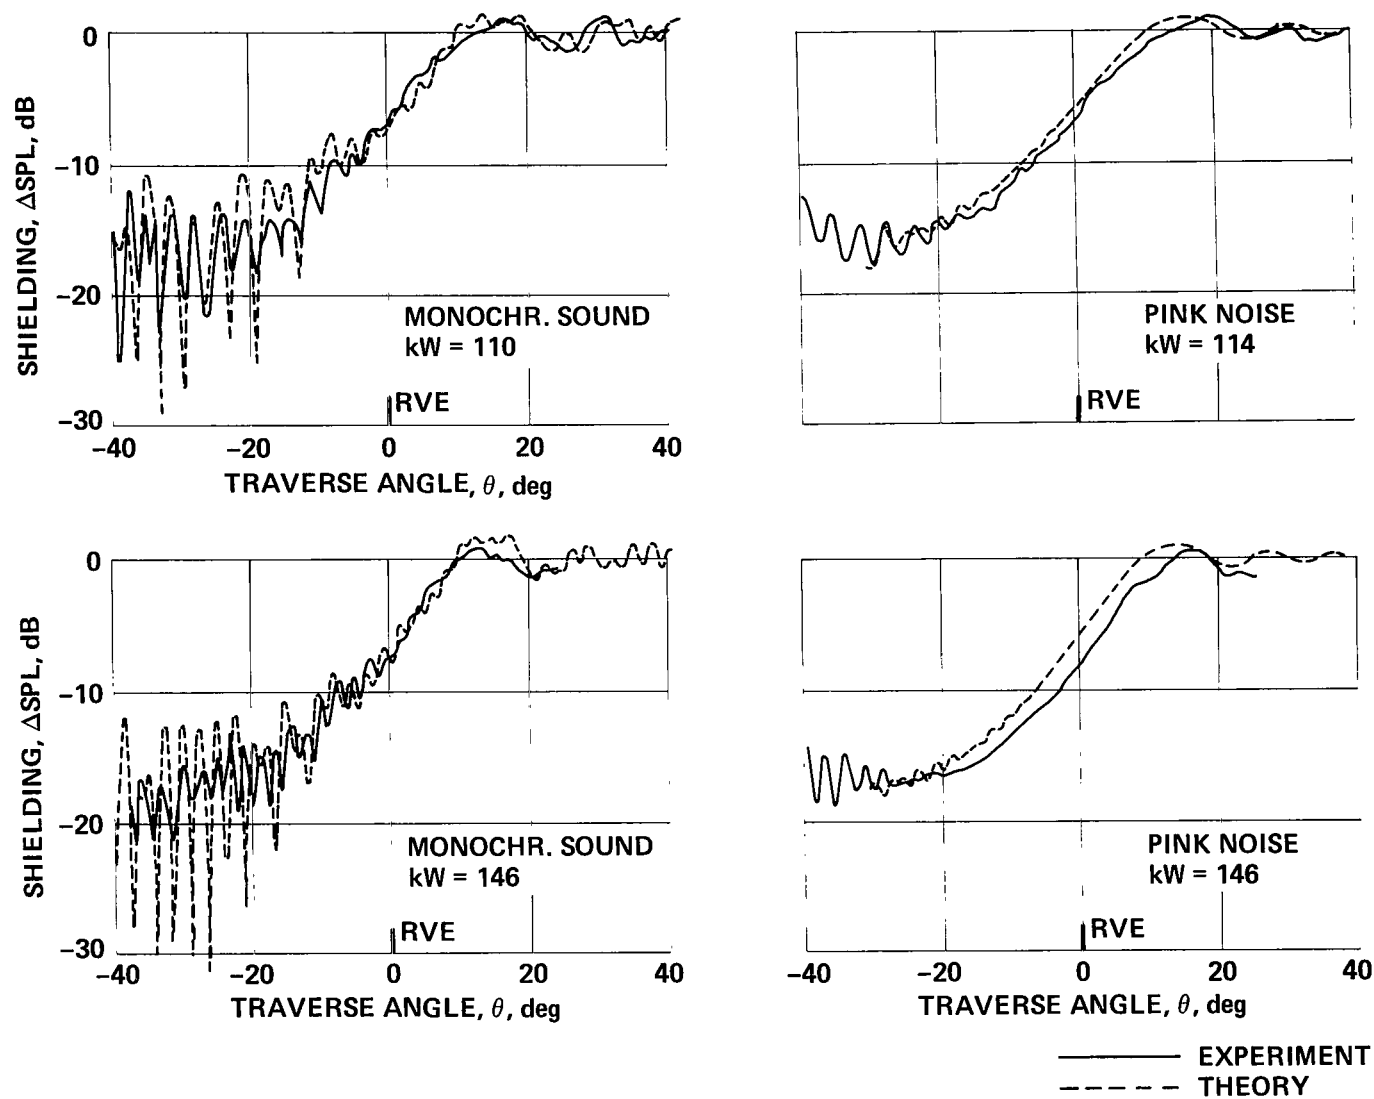 0
−10
−20
−30
SHIELDING, ΔSPL, dB
MONOCHR. SOUND
kW = 110
RVE
−40 −20 0 20 40
TRAVERSE ANGLE, θ, deg
PINK NOISE
kW = 114
RVE
0
−10
−20
−30
SHIELDING, ΔSPL, dB
MONOCHR. SOUND
kW = 146
RVE
−40 −20 0 20 40
TRAVERSE ANGLE, θ, deg
PINK NOISE
kW = 146
RVE
−40 −20 0 20 40
TRAVERSE ANGLE, θ, deg
EXPERIMENT
THEORY